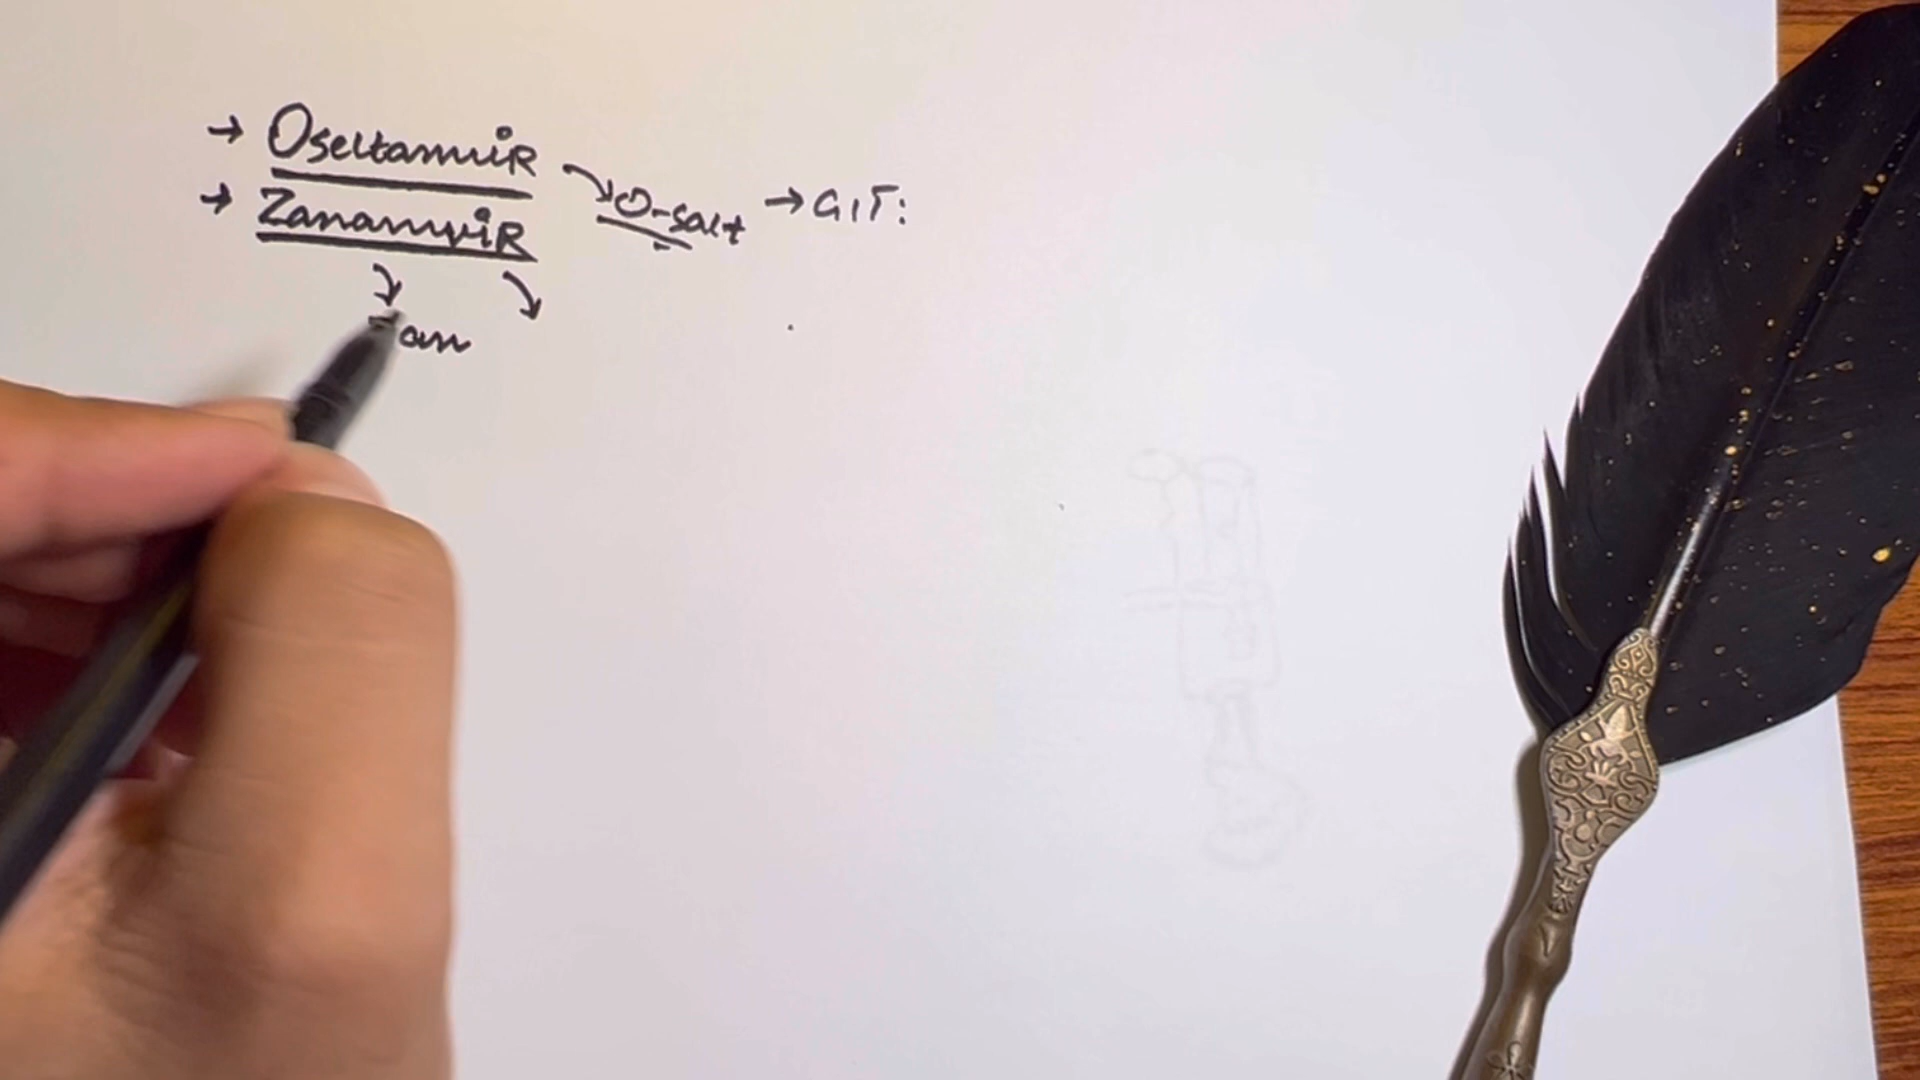 → OseltamiviR
→ ZanamiviR
O-salt → GIT: